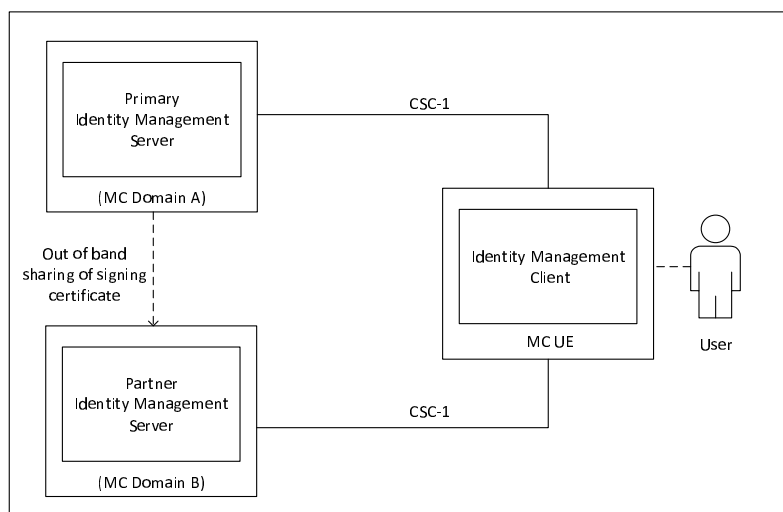 Primary
Identity Management
Server
(MC Domain A)
CSC-1
Out of band
sharing of signing
certificate
Identity Management
Client
MC UE
User
Partner
Identity Management
Server
(MC Domain B)
CSC-1